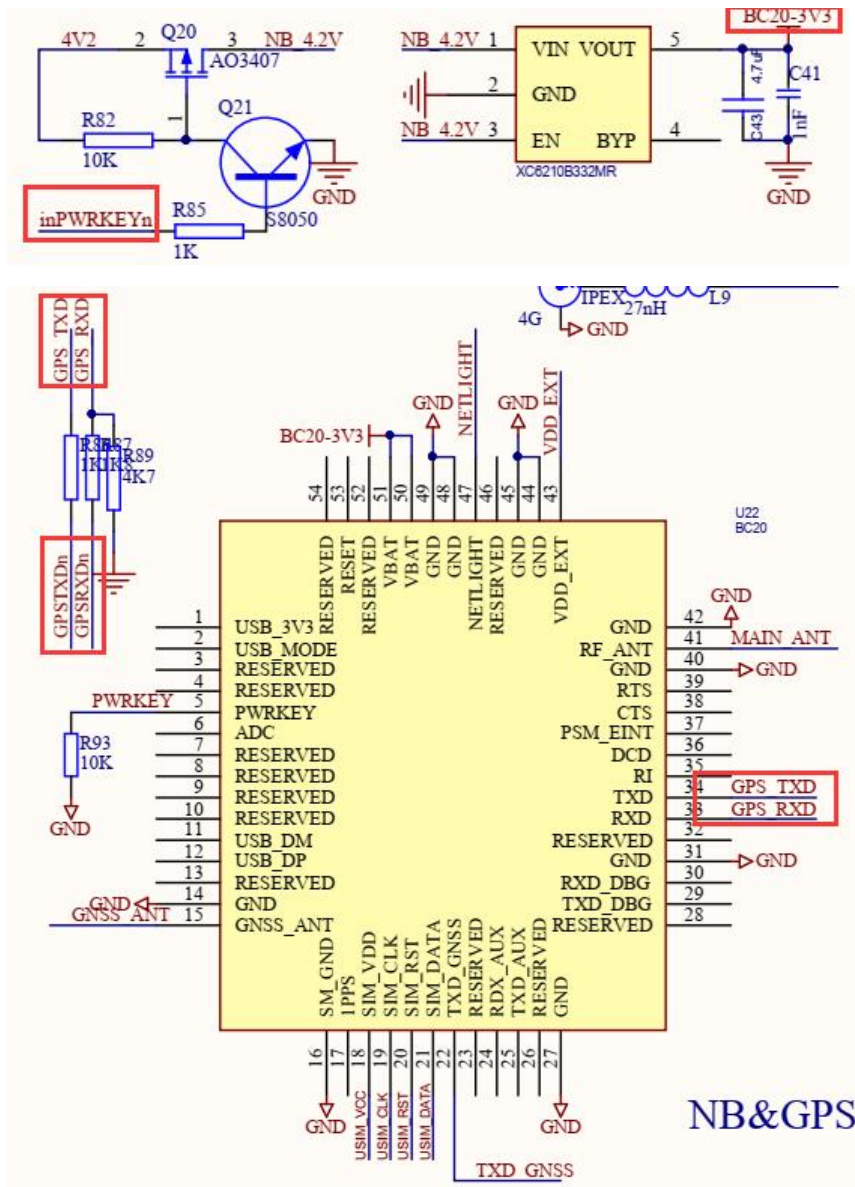 BC20-3V3
Q20
4V2 2 3 NB_4.2V
AO3407
1
Q21
R82
10K
GND
inPWRKEYn
R85
1K
S8050
NB_4.2V 1 VIN VOUT 5
2 GND
NB_4.2V 3 EN BYP 4
XC6210B332MR
4.7uF
C43
C41
1nF
GND
IPEX
27nH
L9
4G
GND
GPS_TXD
GPS_RXD
R87
1K
R89
4K7
GPSTXDn
GPSRXDn
BC20-3V3
GND
NETLIGHT
GND
VDD_EXT
U22
BC20
54 RESERVED
53 RESET
52 RESERVED
51 VBAT
50 VBAT
49 GND
48 GND
47 NETLIGHT
46 RESERVED
45 GND
44 GND
43 VDD_EXT
1 USB_3V3
2 USB_MODE
3 RESERVED
4 RESERVED
PWRKEY 5 PWRKEY
6 ADC
7 RESERVED
8 RESERVED
9 RESERVED
10 RESERVED
11 USB_DM
12 USB_DP
13 RESERVED
GND 14 GND
GNSS_ANT 15 GNSS_ANT
R93
10K
GND
GND 42 GND
RF_ANT 41 MAIN_ANT
GND 40 GND
RTS 39
CTS 38
PSM_EINT 37
DCD 36
RI 35
TXD 34 GPS_TXD
RXD 33 GPS_RXD
RESERVED 32
GND 31 GND
RXD_DBG 30
TXD_DBG 29
RESERVED 28
SM_GND 16
1PPS 17
SIM_VDD 18 USIM_VCC
SIM_CLK 19 USIM_CLK
SIM_RST 20 USIM_RST
SIM_DATA 21 USIM_DATA
TXD_GNSS 22
RESERVED 23
RDX_AUX 24
TXD_AUX 25
RESERVED 26
GND 27
GND
GND
TXD_GNSS
NB&GPS